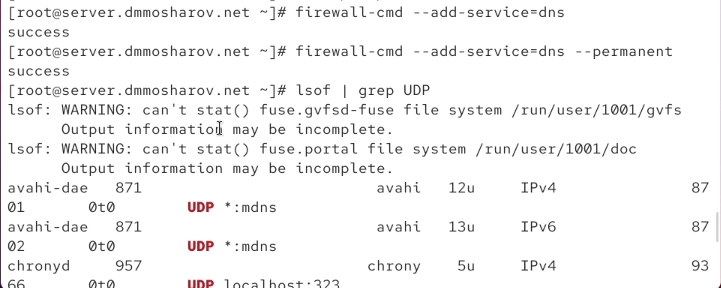 [root@server.dmmosharov.net ~]# firewall-cmd --add-service=dns
success
[root@server.dmmosharov.net ~]# firewall-cmd --add-service=dns --permanent
success
[root@server.dmmosharov.net ~]# lsof | grep UDP
lsof: WARNING: can't stat() fuse.gvfsd-fuse file system /run/user/1001/gvfs
      Output information may be incomplete.
lsof: WARNING: can't stat() fuse.portal file system /run/user/1001/doc
      Output information may be incomplete.
avahi-dae   871                             avahi   12u     IPv4               87
01       0t0        UDP *:mdns
avahi-dae   871                             avahi   13u     IPv6               87
02       0t0        UDP *:mdns
chronyd     957                            chrony    5u     IPv4               93
66       0t0        UDP localhost:323